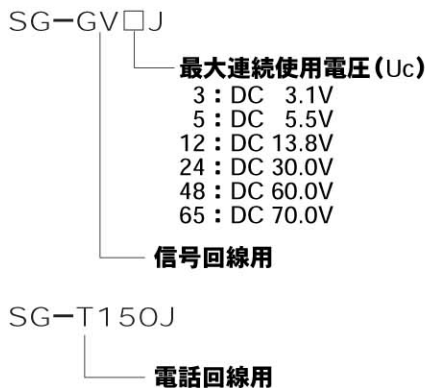 SG-GV□J
最大連続使用電圧(Uc)
3:DC 3.1V
5:DC 5.5V
12:DC 13.8V
24:DC 30.0V
48:DC 60.0V
65:DC 70.0V
信号回線用
SG-T150J
電話回線用